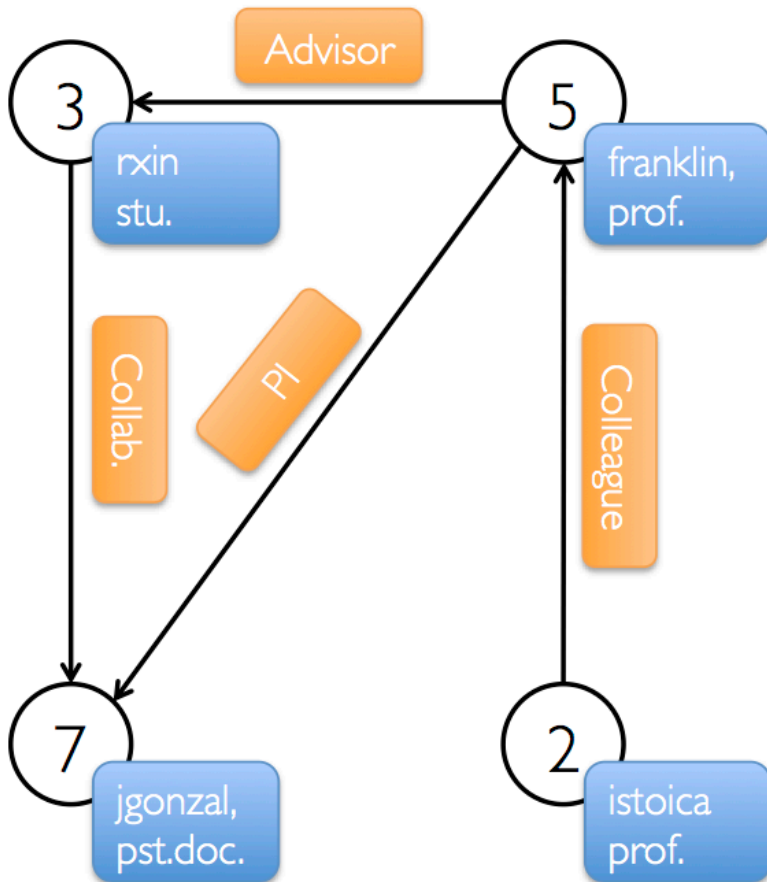 Advisor
3
5
rxin
stu.
franklin,
prof.
Collab.
PI
Colleague
7
2
jgonzal,
pst.doc.
istoica
prof.